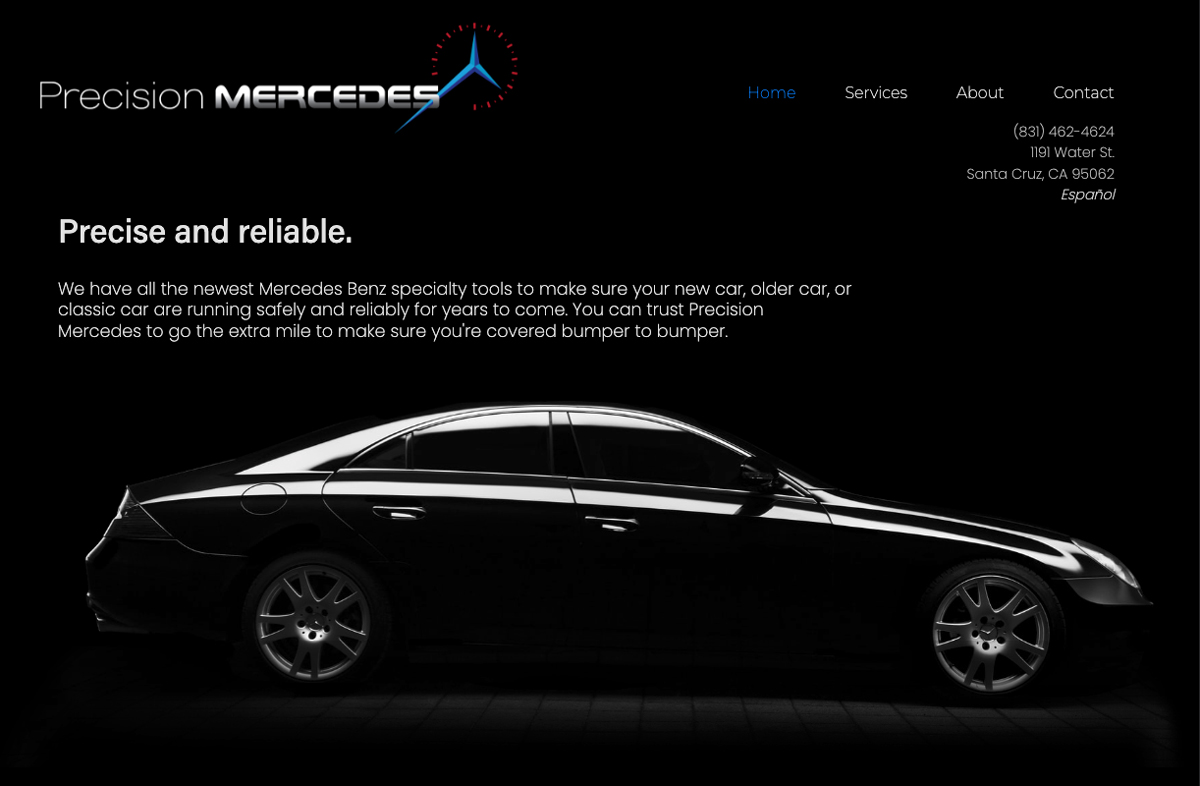 Precision MERCEDES
Home Services About Contact
(831) 462-4624
1191 Water St.
Santa Cruz, CA 95062
Español
Precise and reliable.
We have all the newest Mercedes Benz specialty tools to make sure your new car, older car, or
classic car are running safely and reliably for years to come. You can trust Precision
Mercedes to go the extra mile to make sure you're covered bumper to bumper.